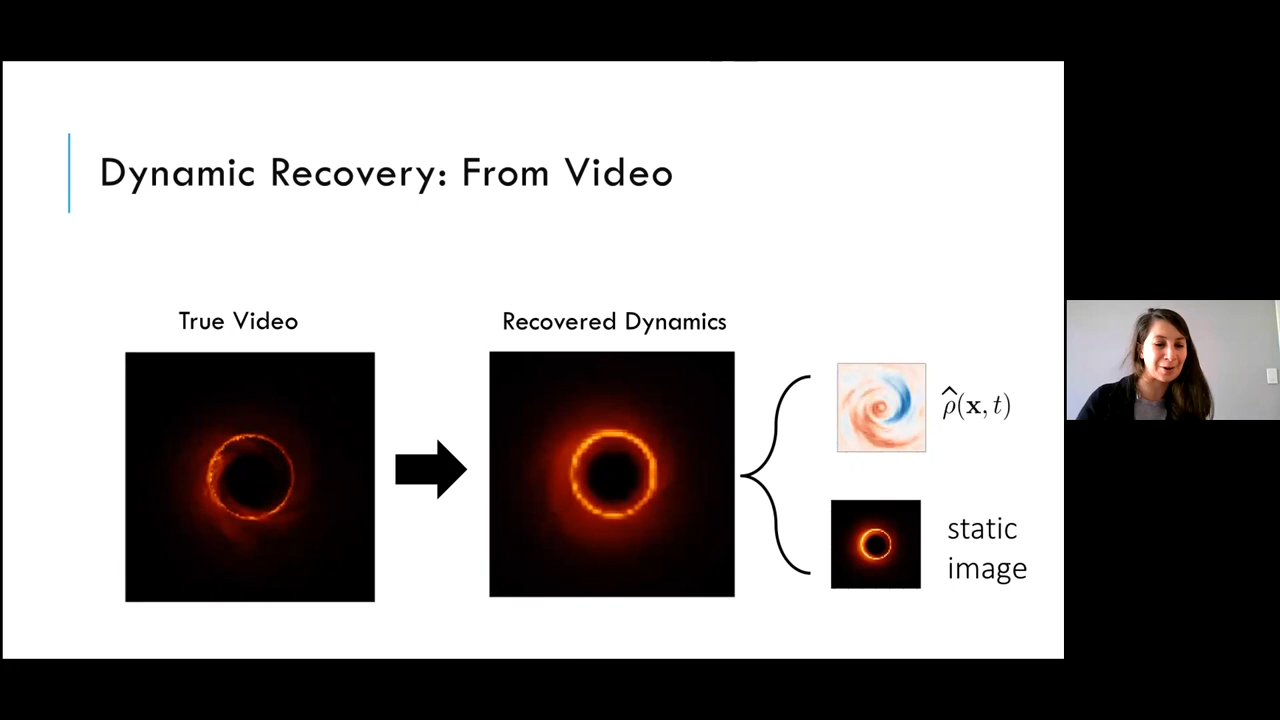 Dynamic Recovery: From Video
True Video
Recovered Dynamics
ρ̂(x, t)
static
image